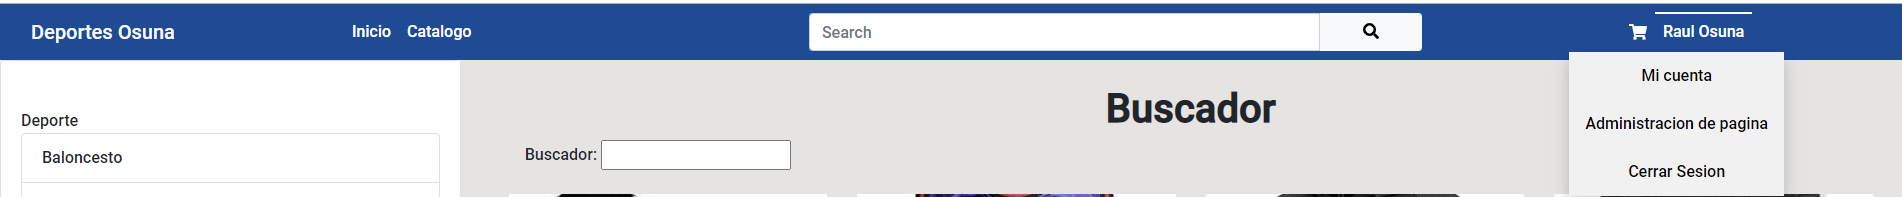 Deportes Osuna
Inicio Catalogo
Search
Raul Osuna
Mi cuenta
Administracion de pagina
Cerrar Sesion
Deporte
Baloncesto
Buscador
Buscador: